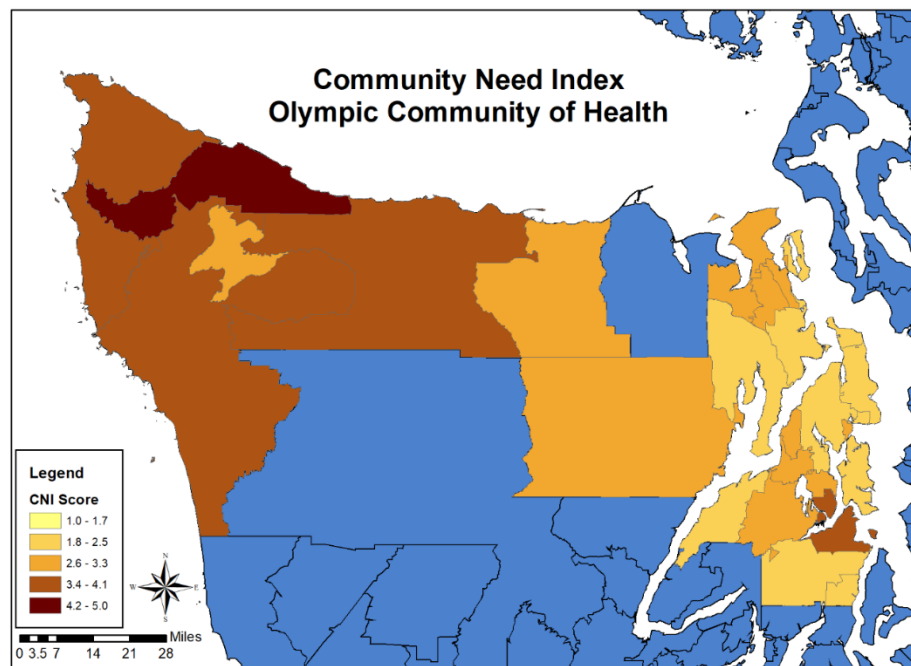 Community Need Index
Olympic Community of Health
Legend
CNI Score
1.0 - 1.7
1.8 - 2.5
2.6 - 3.3
3.4 - 4.1
4.2 - 5.0
N
W
E
S
Miles
0 3.5 7 14 21 28